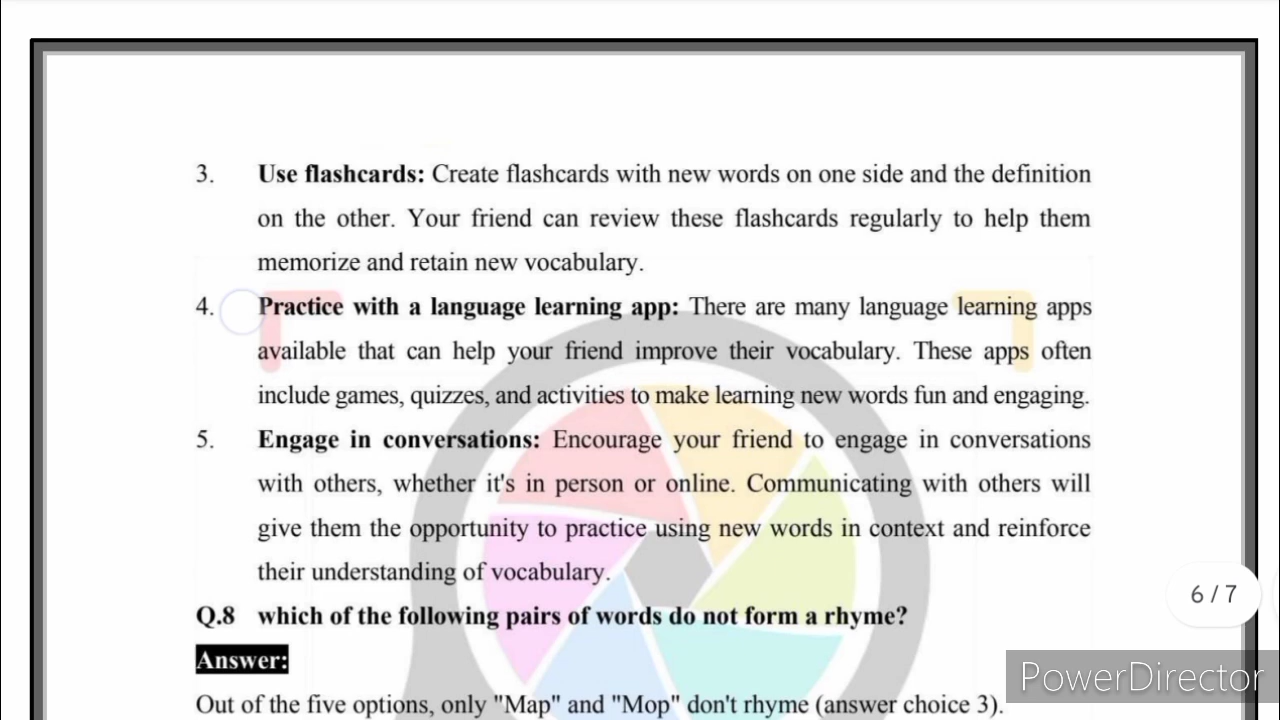 3. Use flashcards: Create flashcards with new words on one side and the definition
on the other. Your friend can review these flashcards regularly to help them
memorize and retain new vocabulary.
4. Practice with a language learning app: There are many language learning apps
available that can help your friend improve their vocabulary. These apps often
include games, quizzes, and activities to make learning new words fun and engaging.
5. Engage in conversations: Encourage your friend to engage in conversations
with others, whether it's in person or online. Communicating with others will
give them the opportunity to practice using new words in context and reinforce
their understanding of vocabulary.
6 / 7
Q.8 which of the following pairs of words do not form a rhyme?
Answer:
PowerDirector
Out of the five options, only "Map" and "Mop" don't rhyme (answer choice 3).